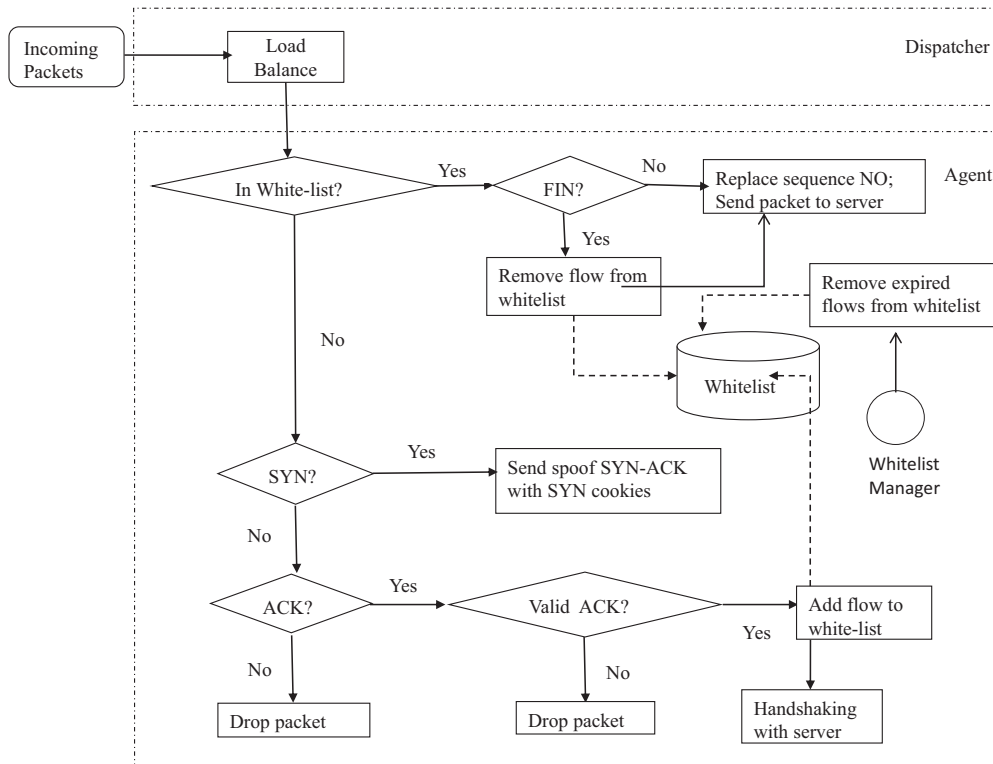 Incoming
Packets
Load
Balance
Dispatcher
In White-list?
Yes
FIN?
No
Replace sequence NO;
Send packet to server
Agent
Yes
Remove flow from
whitelist
Remove expired
flows from whitelist
No
Whitelist
Whitelist
Manager
SYN?
Yes
Send spoof SYN-ACK
with SYN cookies
No
ACK?
Yes
Valid ACK?
Yes
Add flow to
white-list
No
No
Drop packet
Drop packet
Handshaking
with server